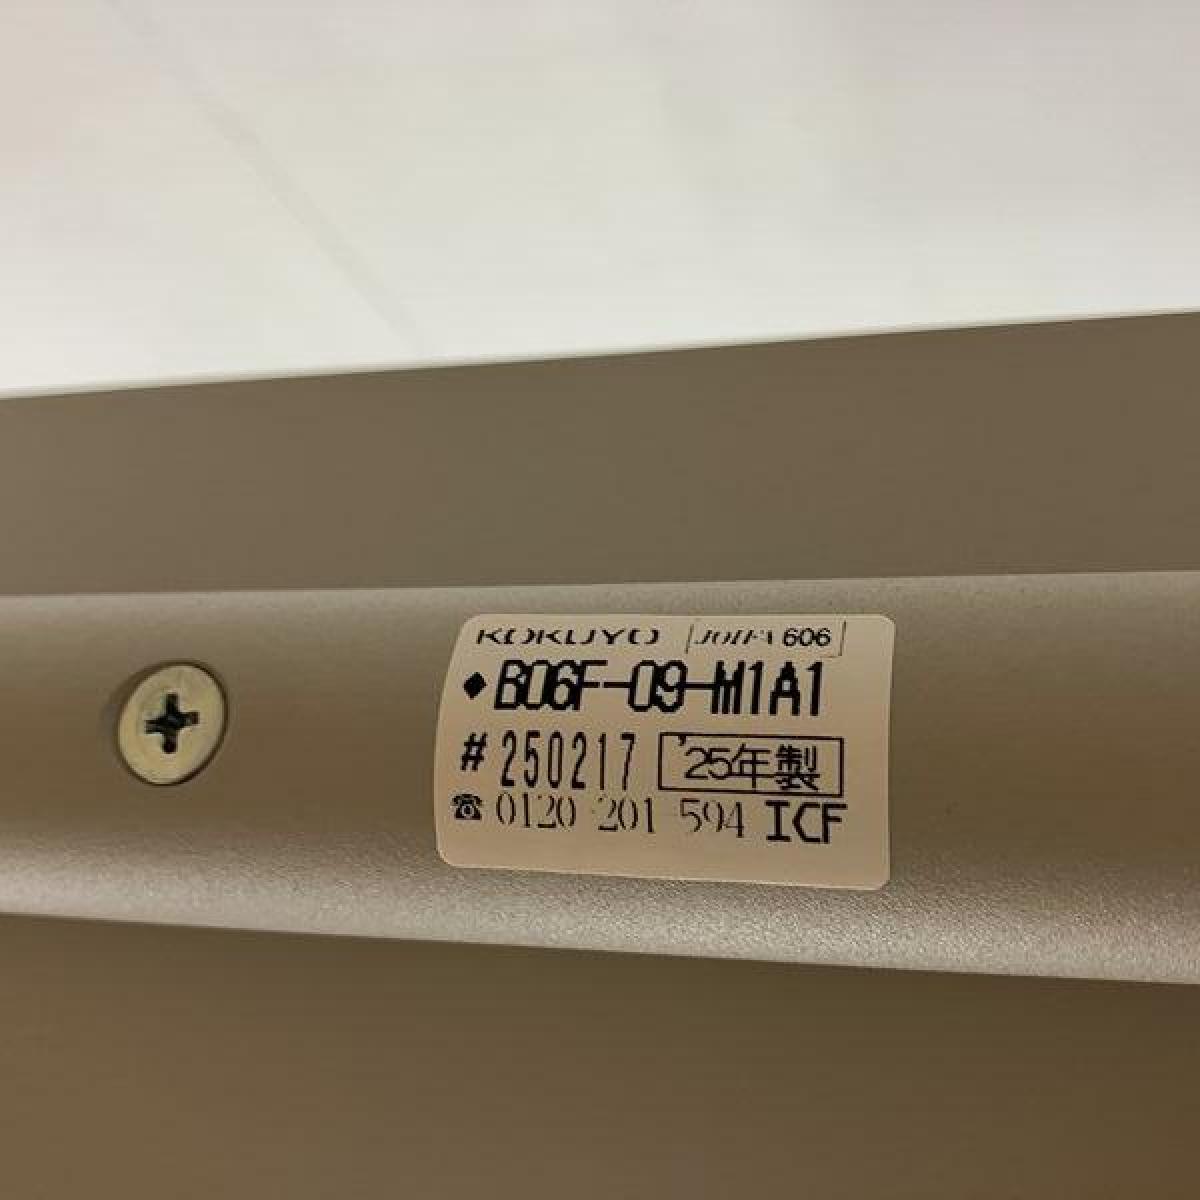 KOKUYO JOIFA 606
◆B06F-09-M1A1
#250217 '25年製
☎0120 201 594 ICF